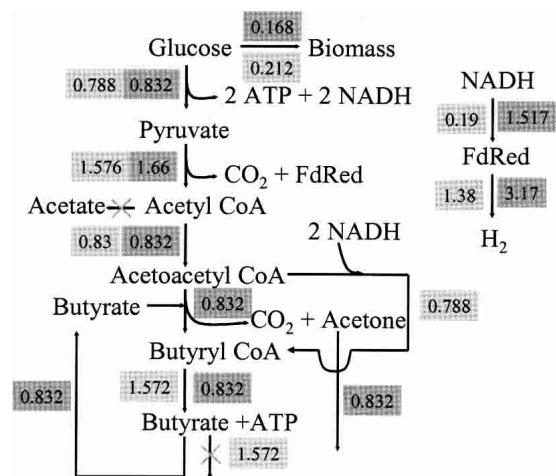 0.168
Glucose Biomass
0.212
0.788 0.832
2 ATP + 2 NADH
NADH
Pyruvate
0.19 1.517
1.576 1.66
CO2 + FdRed
FdRed
Acetate Acetyl CoA
1.38 3.17
0.83 0.832
2 NADH
H2
Acetoacetyl CoA
Butyrate
0.832
CO2 + Acetone
0.788
Butyryl CoA
0.832
1.572 0.832
0.832
Butyrate +ATP
1.572